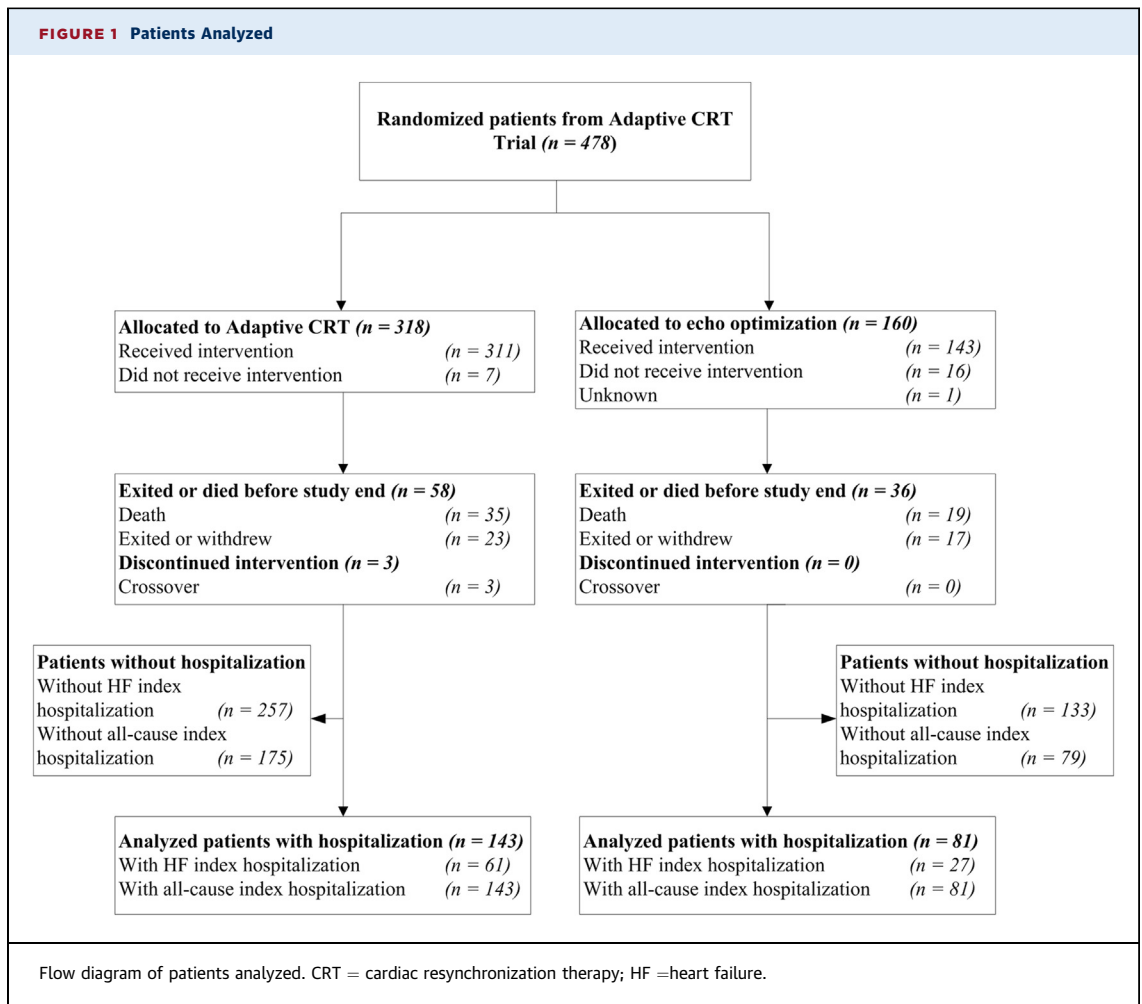 FIGURE 1 Patients Analyzed
Randomized patients from Adaptive CRT
Trial (n = 478)
Allocated to Adaptive CRT (n = 318)
Received intervention (n = 311)
Did not receive intervention (n = 7)
Allocated to echo optimization (n = 160)
Received intervention (n = 143)
Did not receive intervention (n = 16)
Unknown (n = 1)
Exited or died before study end (n = 58)
Death (n = 35)
Exited or withdrew (n = 23)
Discontinued intervention (n = 3)
Crossover (n = 3)
Exited or died before study end (n = 36)
Death (n = 19)
Exited or withdrew (n = 17)
Discontinued intervention (n = 0)
Crossover (n = 0)
Patients without hospitalization
Without HF index
hospitalization (n = 257)
Without all-cause index
hospitalization (n = 175)
Patients without hospitalization
Without HF index
hospitalization (n = 133)
Without all-cause index
hospitalization (n = 79)
Analyzed patients with hospitalization (n = 143)
With HF index hospitalization (n = 61)
With all-cause index hospitalization (n = 143)
Analyzed patients with hospitalization (n = 81)
With HF index hospitalization (n = 27)
With all-cause index hospitalization (n = 81)
Flow diagram of patients analyzed. CRT = cardiac resynchronization therapy; HF =heart failure.